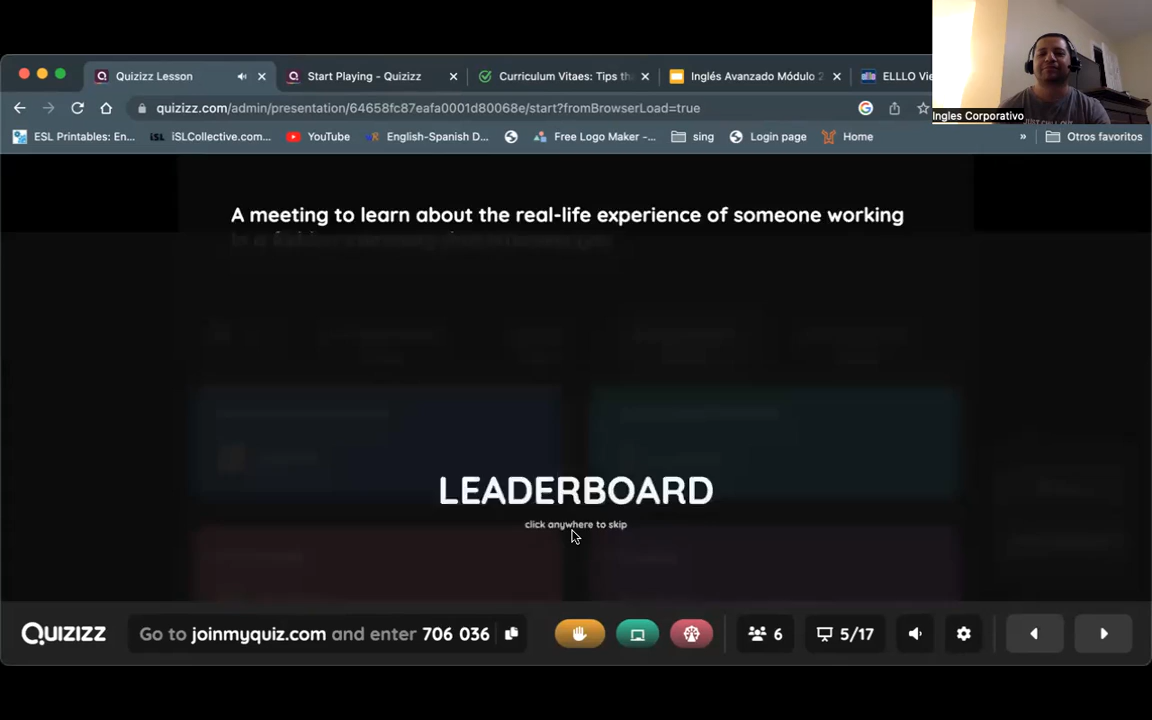 Quizizz Lesson
Start Playing - Quizizz
Curriculum Vitaes: Tips th
Inglés Avanzado Módulo 2
ELLLO Vie
quizizz.com/admin/presentation/64658fc87eafa0001d80068e/start?fromBrowserLoad=true
Ingles Corporativo
ESL Printables: En...
iSL
iSLCollective.com...
YouTube
English-Spanish D...
Free Logo Maker -...
sing
Login page
Home
»
Otros favoritos
A meeting to learn about the real-life experience of someone working
LEADERBOARD
click anywhere to skip
QUIZIZZ
Go to joinmyquiz.com and enter 706 036
6
5/17